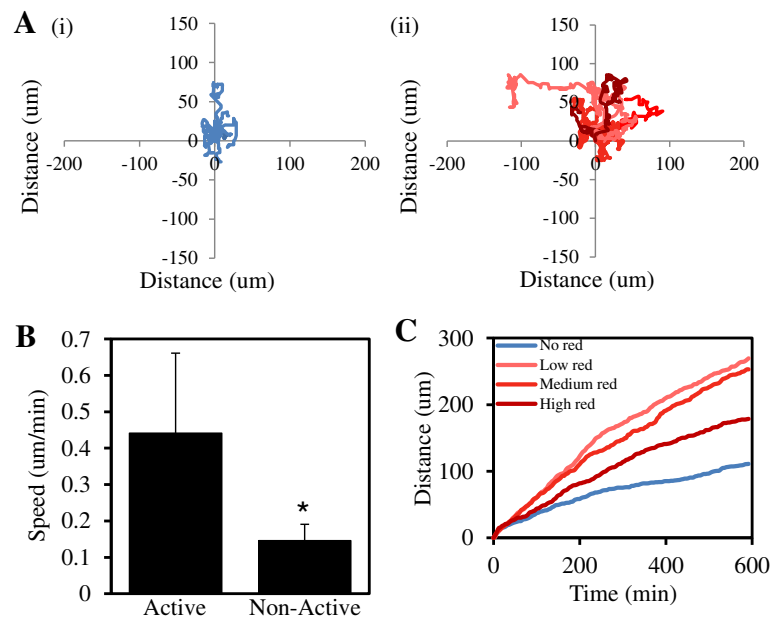 A (i)
150
100
50
0
-50
-100
-150
-200 -100 0 100 200
Distance (um)
Distance (um)
(ii)
150
100
50
0
-50
-100
-150
-200 -100 0 100 200
Distance (um)
Distance (um)
B
0.7
0.6
0.5
0.4
0.3
0.2
0.1
0
Speed (um/min)
*
Active Non-Active
C
300
200
100
0
Distance (um)
No red
Low red
Medium red
High red
0 200 400 600
Time (min)